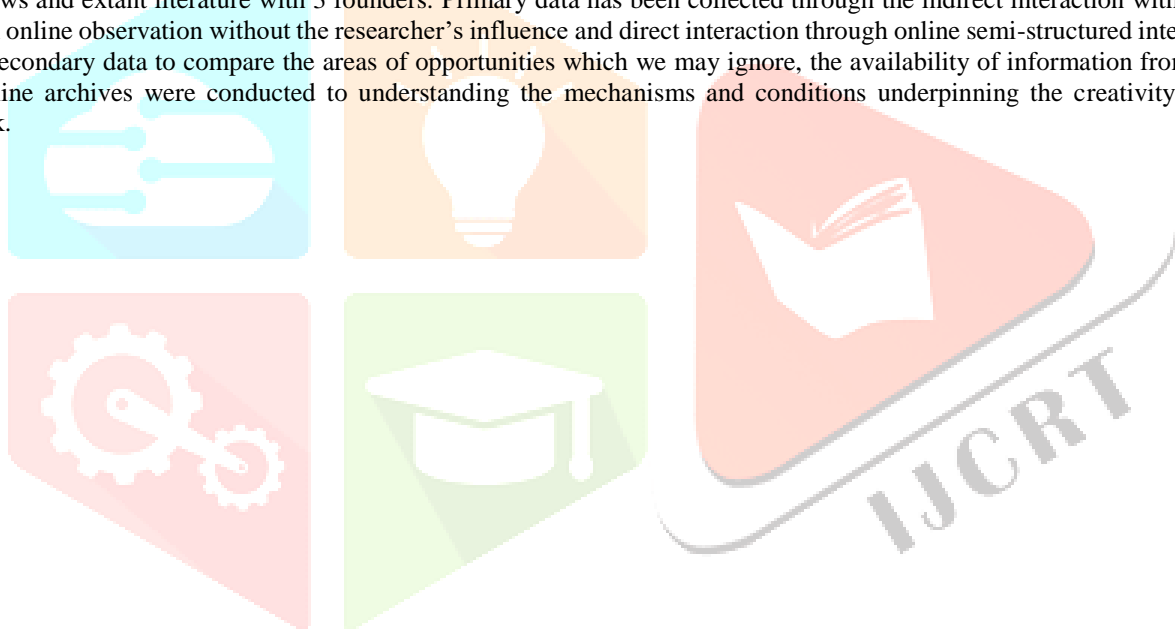 ws and extant literature with 3 founders. Primary data has been collected through the indirect interaction with
online observation without the researcher's influence and direct interaction through online semi-structured inte
econdary data to compare the areas of opportunities which we may ignore, the availability of information fro
line archives were conducted to understanding the mechanisms and conditions underpinning the creativity
k.
IJCRT